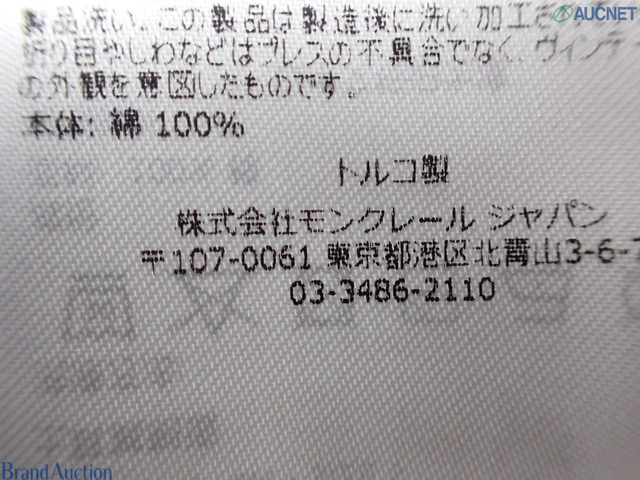 AUCNET
製品洗い。この製品は製造後に洗い加工を
折り目やしわなどはプレスの不具合でなく、ヴィンテ
の外観を意図したものです。
本体: 綿 100%
トルコ製
株式会社モンクレール ジャパン
〒107-0061 東京都港区北青山3-6-7
03-3486-2110
BrandAuction